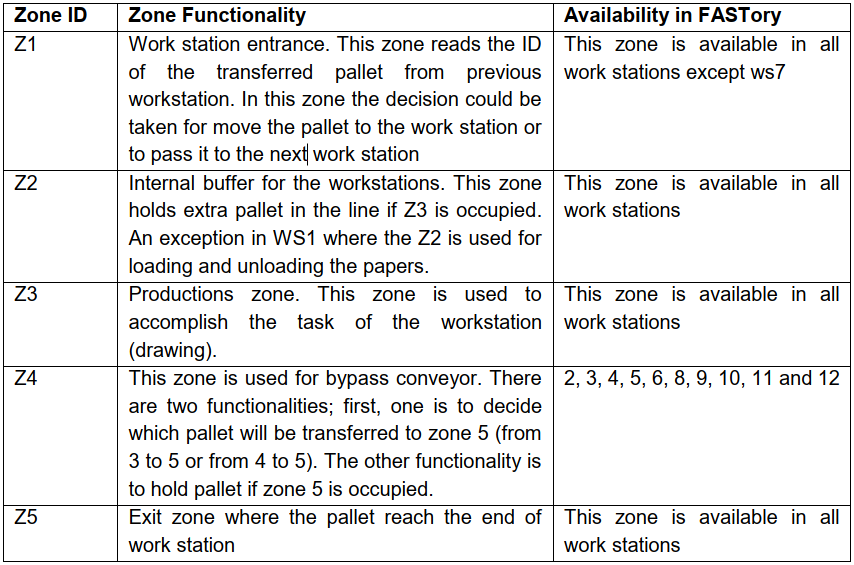 Zone ID Zone Functionality Availability in FASTory
Z1 Work station entrance. This zone reads the ID This zone is available in all
of the transferred pallet from previous work stations except ws7
workstation. In this zone the decision could be
taken for move the pallet to the work station or
to pass it to the next work station
Z2 Internal buffer for the workstations. This zone This zone is available in all
holds extra pallet in the line if Z3 is occupied. work stations
An exception in WS1 where the Z2 is used for
loading and unloading the papers.
Z3 Productions zone. This zone is used to This zone is available in all
accomplish the task of the workstation work stations
(drawing).
Z4 This zone is used for bypass conveyor. There 2, 3, 4, 5, 6, 8, 9, 10, 11 and 12
are two functionalities; first, one is to decide
which pallet will be transferred to zone 5 (from
3 to 5 or from 4 to 5). The other functionality is
to hold pallet if zone 5 is occupied.
Z5 Exit zone where the pallet reach the end of This zone is available in all
work station work stations